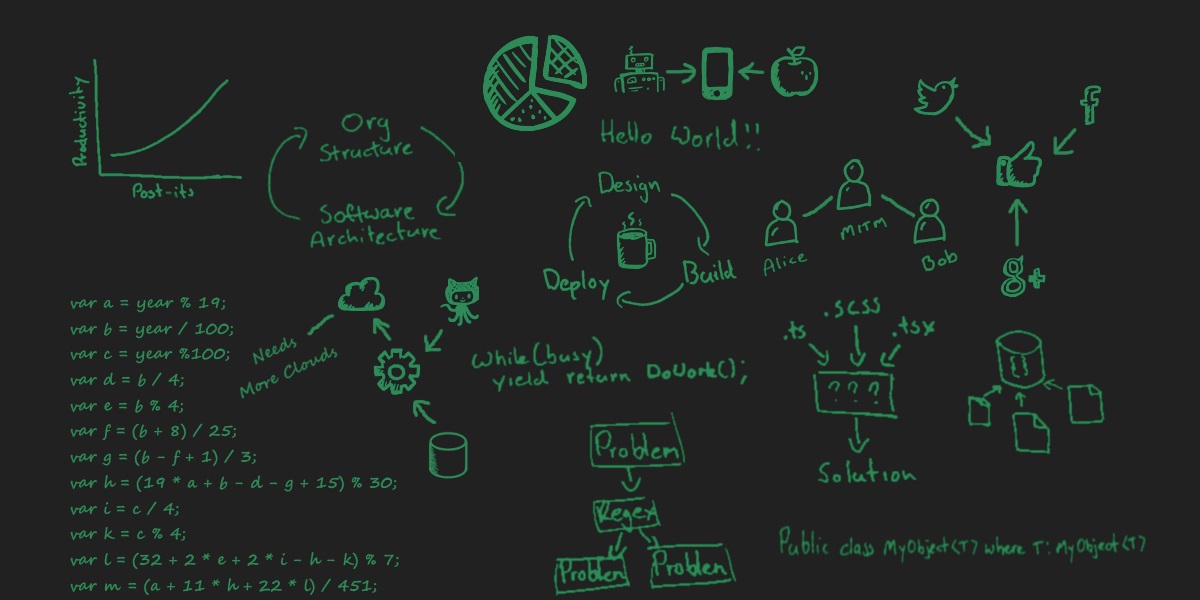 Productivity
Post-its
Org
Structure
Software
Architecture
Hello World!!
Design
Build
Deploy
Alice
MITM
Bob
g+
var a = year % 19;
var b = year / 100;
var c = year %100;
var d = b / 4;
var e = b % 4;
var f = (b + 8) / 25;
var g = (b - f + 1) / 3;
var h = (19 * a + b - d - g + 15) % 30;
var i = c / 4;
var k = c % 4;
var l = (32 + 2 * e + 2 * i - h - k) % 7;
var m = (a + 11 * h + 22 * l) / 451;
Needs
More Clouds
While(busy)
yield return DoWork();
.ts
.scss
.tsx
? ? ?
Solution
{}
Problem
Regex
Problem
Problem
Public class MyObject<T> where T: MyObject<T>